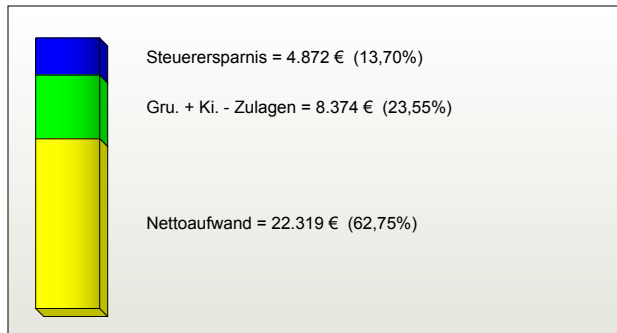 Steuerersparnis = 4.872 € (13,70%)
Gru. + Ki. - Zulagen = 8.374 € (23,55%)
Nettoaufwand = 22.319 € (62,75%)